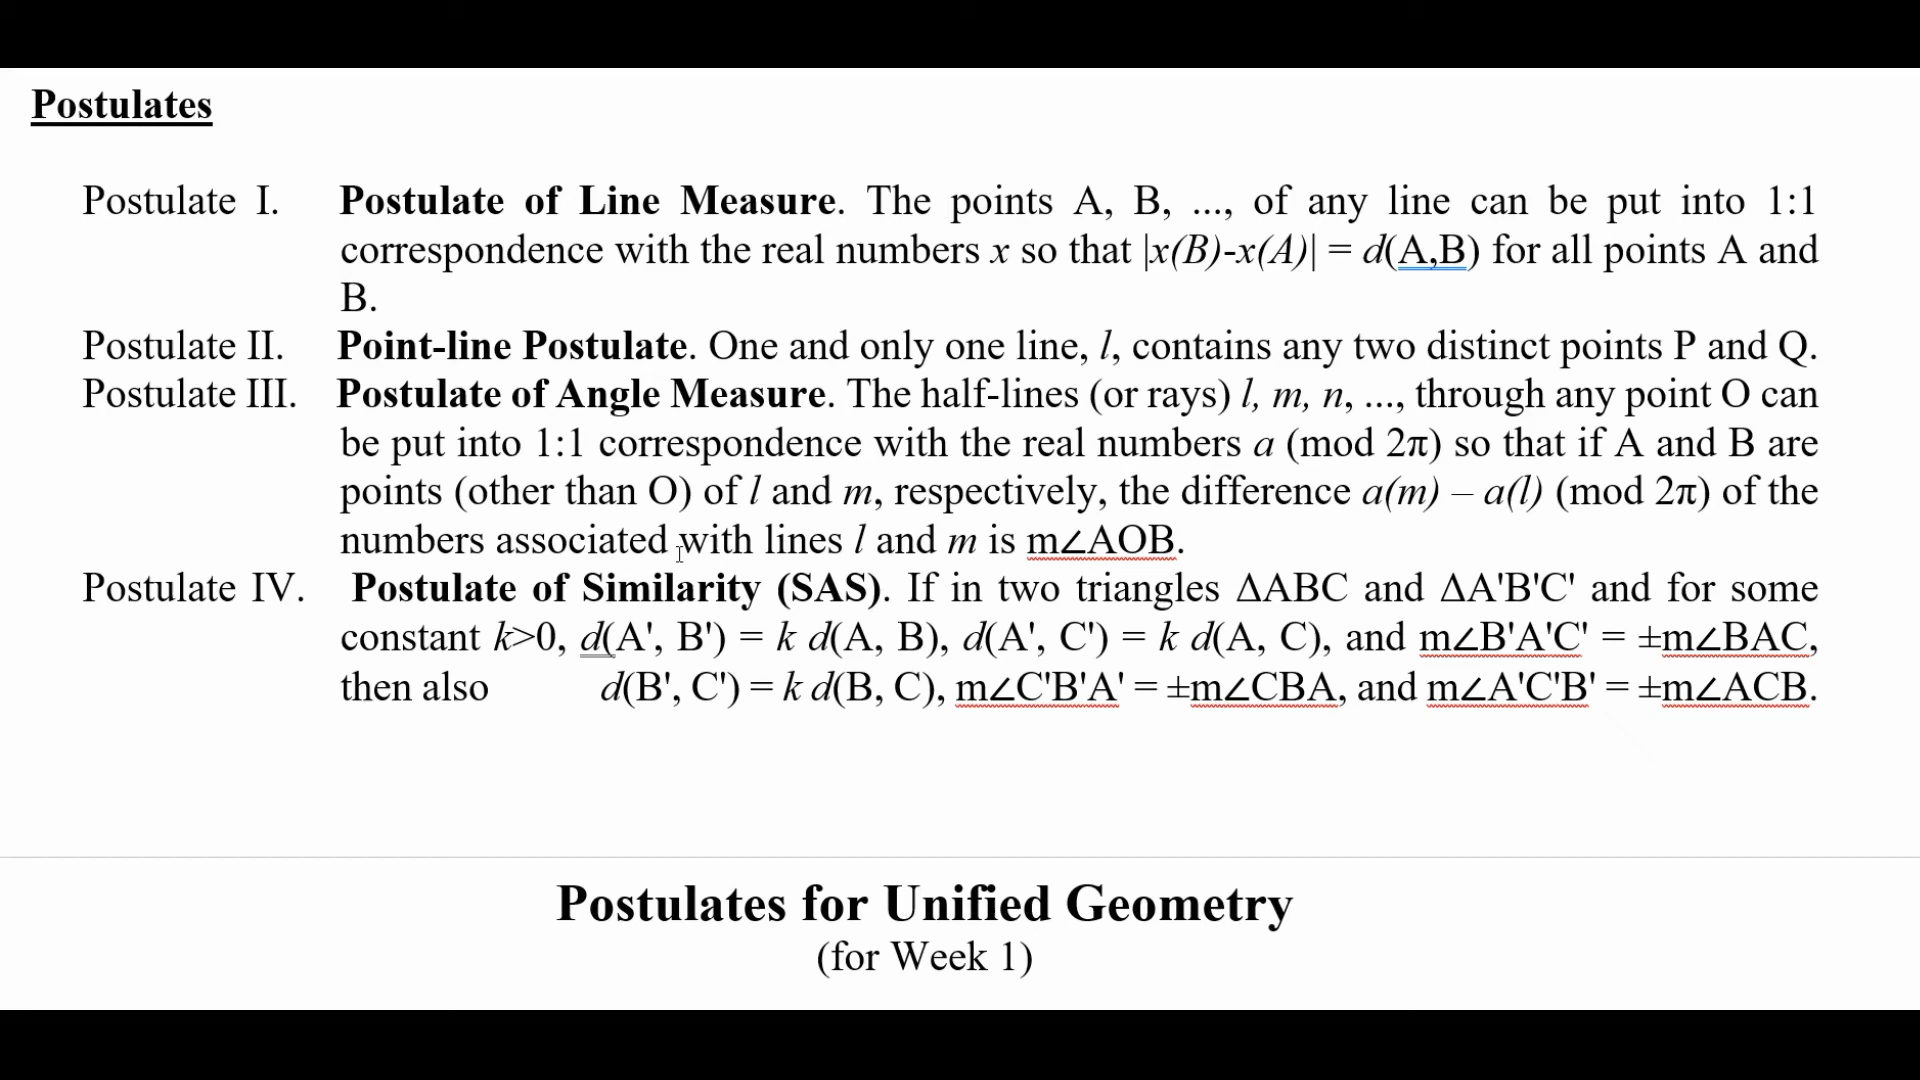 Postulates
Postulate I. Postulate of Line Measure. The points A, B, ..., of any line can be put into 1:1
correspondence with the real numbers x so that |x(B)-x(A)| = d(A,B) for all points A and
B.
Postulate II. Point-line Postulate. One and only one line, l, contains any two distinct points P and Q.
Postulate III. Postulate of Angle Measure. The half-lines (or rays) l, m, n, ..., through any point O can
be put into 1:1 correspondence with the real numbers a (mod 2π) so that if A and B are
points (other than O) of l and m, respectively, the difference a(m) – a(l) (mod 2π) of the
numbers associated with lines l and m is m∠AOB.
Postulate IV. Postulate of Similarity (SAS). If in two triangles ΔABC and ΔA'B'C' and for some
constant k>0, d(A', B') = k d(A, B), d(A', C') = k d(A, C), and m∠B'A'C' = ±m∠BAC,
then also d(B', C') = k d(B, C), m∠C'B'A' = ±m∠CBA, and m∠A'C'B' = ±m∠ACB.
Postulates for Unified Geometry
(for Week 1)